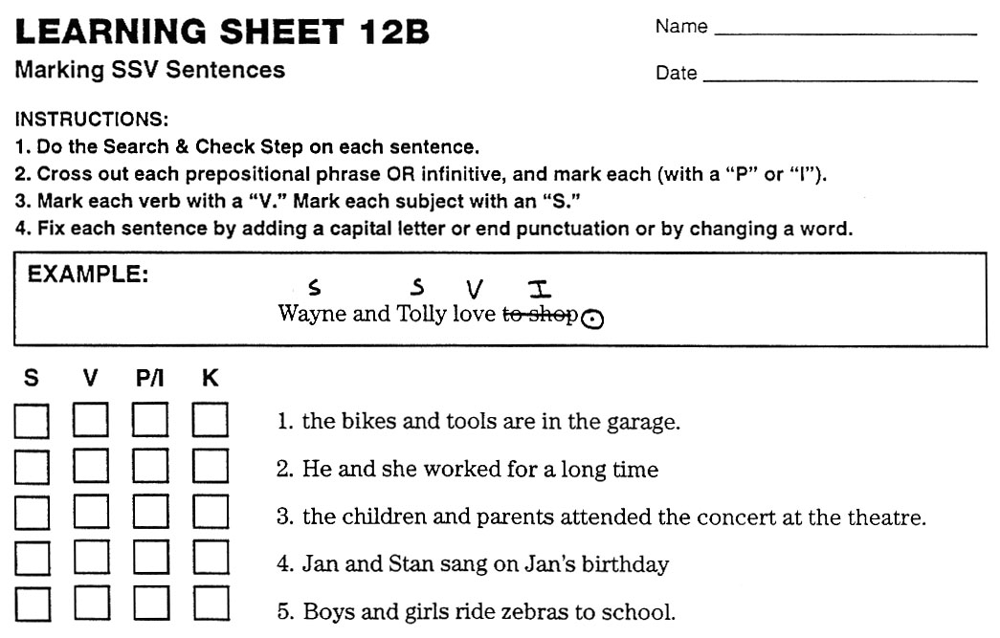 LEARNING SHEET 12B
Name
Marking SSV Sentences
Date
INSTRUCTIONS:
1. Do the Search & Check Step on each sentence.
2. Cross out each prepositional phrase OR infinitive, and mark each (with a “P” or “I”).
3. Mark each verb with a “V.” Mark each subject with an “S.”
4. Fix each sentence by adding a capital letter or end punctuation or by changing a word.
EXAMPLE:
S S V I
Wayne and Tolly love to shop.
S V P/I K
1. the bikes and tools are in the garage.
2. He and she worked for a long time
3. the children and parents attended the concert at the theatre.
4. Jan and Stan sang on Jan’s birthday
5. Boys and girls ride zebras to school.